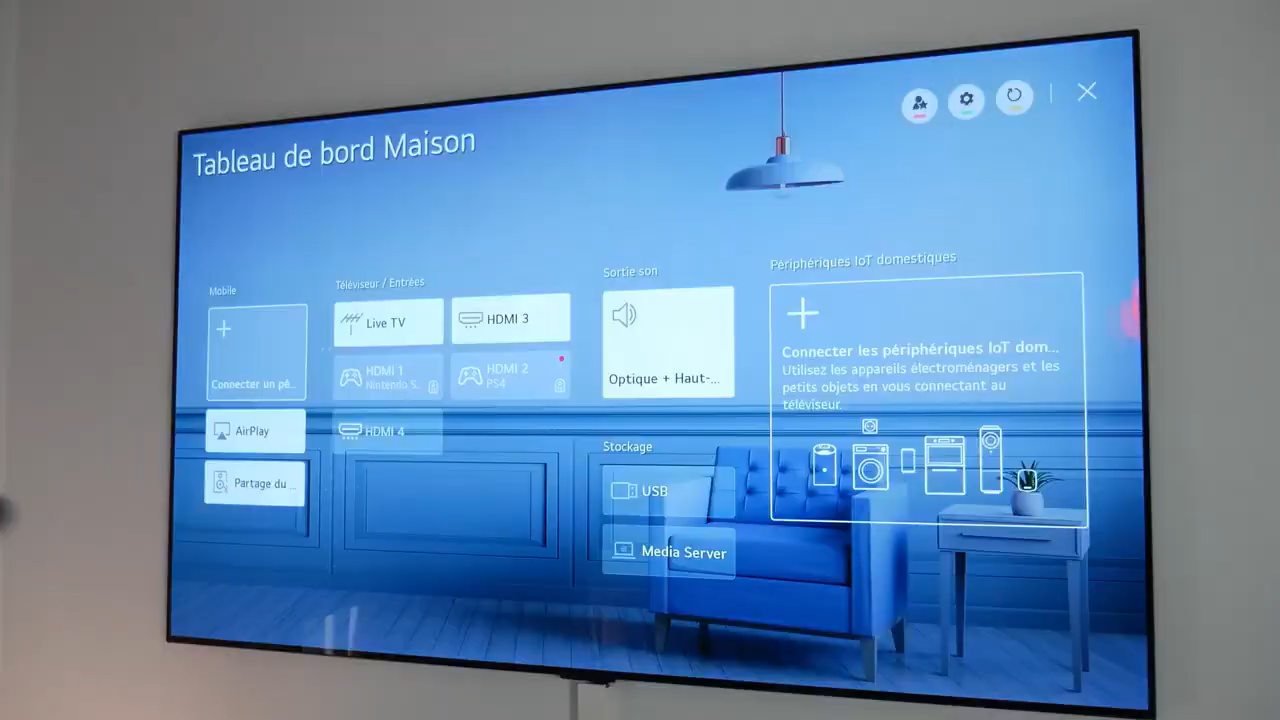 Tableau de bord Maison
Mobile
Connecter un pé...
AirPlay
Partage du ...
Téléviseur / Entrées
Live TV
HDMI 3
HDMI 1
Nintendo S..
HDMI 2
PS4
HDMI 4
Sortie son
Optique + Haut-...
Stockage
USB
Media Server
Périphériques IoT domestiques
Connecter les périphériques IoT dom...
Utilisez les appareils électroménagers et les
petits objets en vous connectant au
téléviseur.